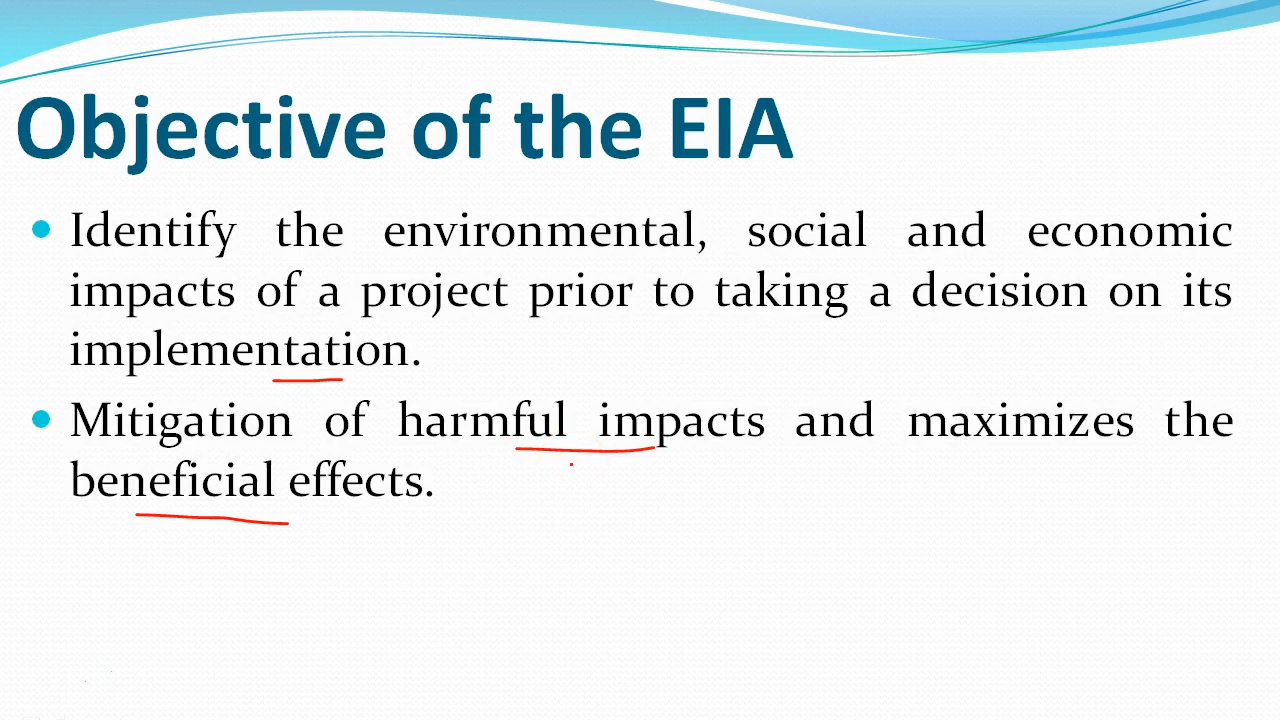 Objective of the EIA
Identify the environmental, social and economic
impacts of a project prior to taking a decision on its
implementation.
Mitigation of harmful impacts and maximizes the
beneficial effects.